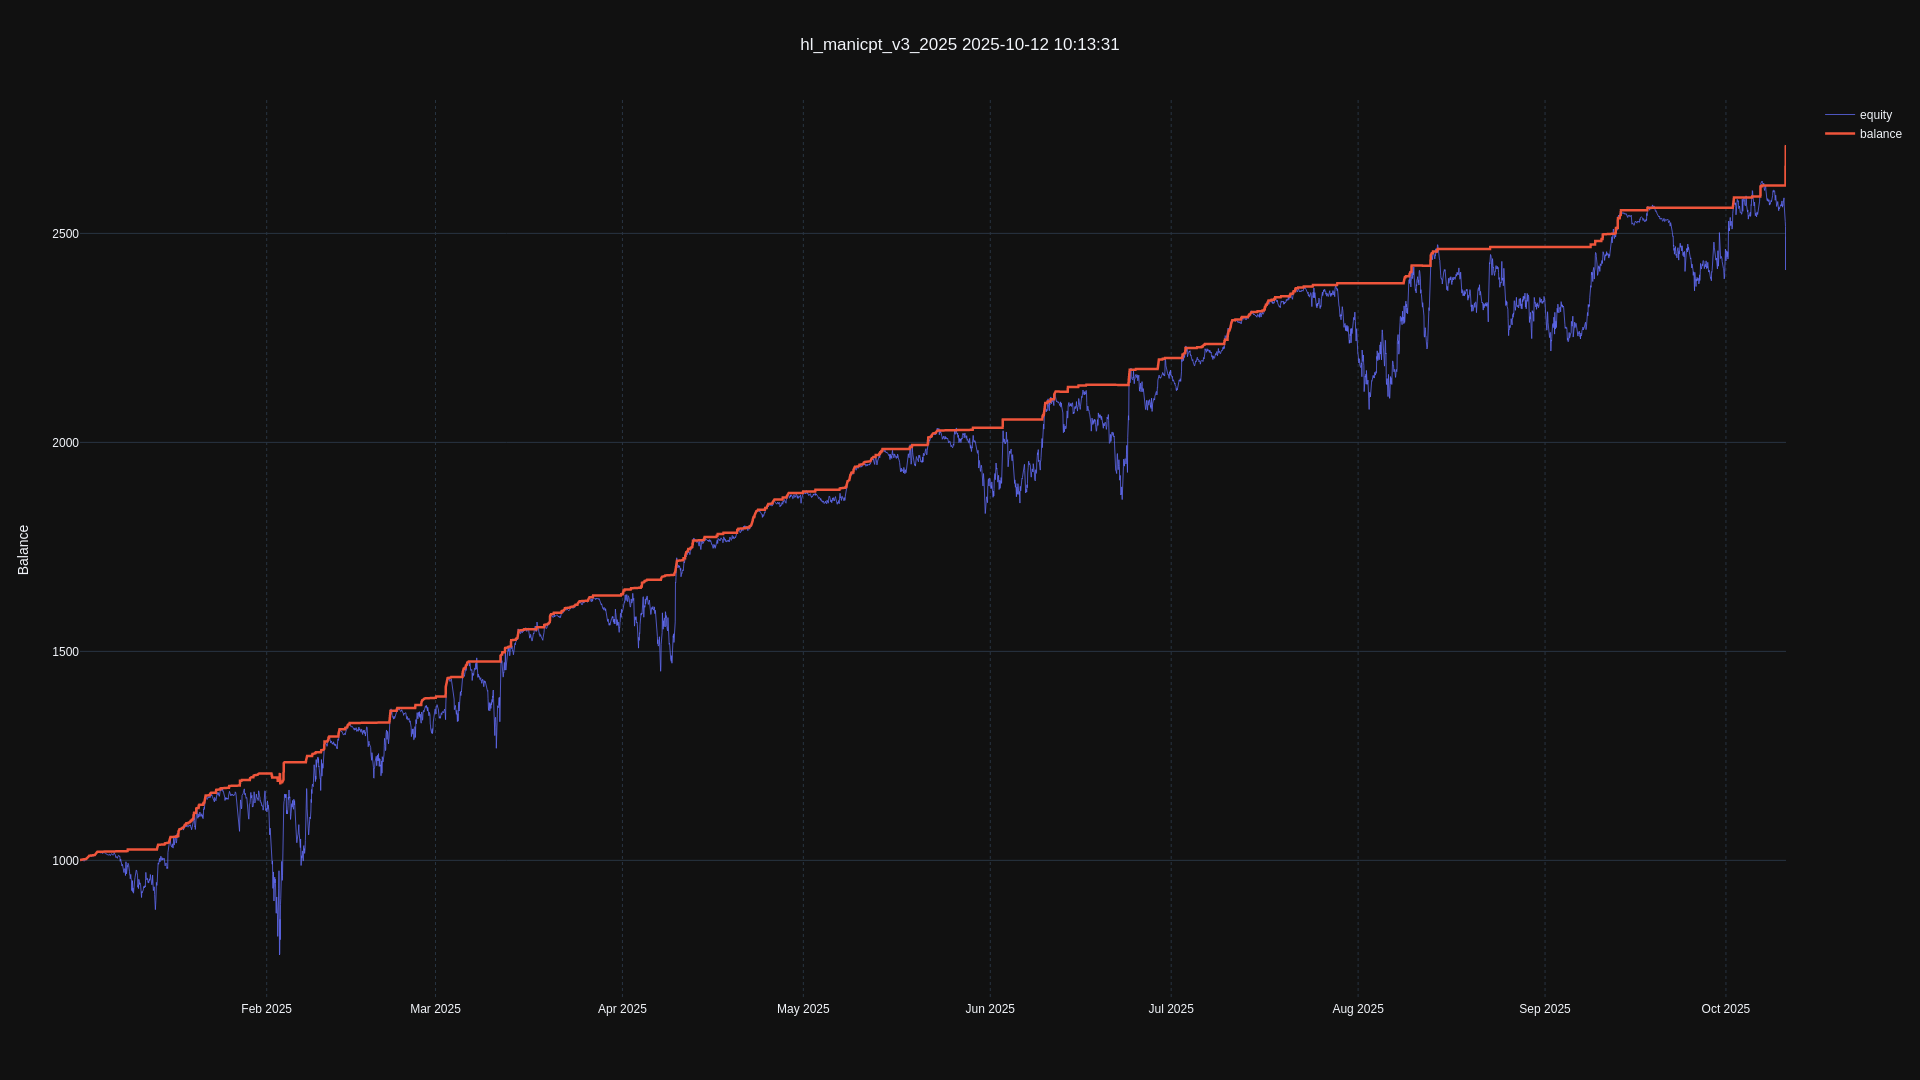 hl_manicpt_v3_2025 2025-10-12 10:13:31
equity
balance
Balance
2500
2000
1500
1000
Feb 2025
Mar 2025
Apr 2025
May 2025
Jun 2025
Jul 2025
Aug 2025
Sep 2025
Oct 2025